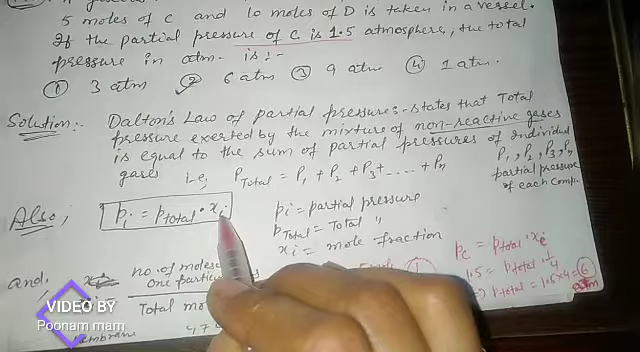 5 moles of C and 10 moles of D is taken in a vessel.
If the partial pressure of C is 1.5 atmosphere, the total
pressure in atm. is :-
① 3 atm ② 6 atm ③ 9 atm ④ 1 atm.
Solution:- Dalton's Law of partial pressure:- states that Total
pressure exerted by the mixture of non-reactive gases
is equal to the sum of partial pressures of individual
gases i.e, PTotal = P1 + P2 + P3 + ..... + Pn
P1, P2, P3, Pn
partial pressure
of each Comp.
Also, pi = pTotal . xi
pi = partial pressure
pTotal = Total "
xi = mole fraction
Pc = Ptotal . xc
1.5 = Ptotal .
Ptotal = 1.5x4 = 6
atm
and, no. of moles
one particular
Total mo
VIDEO BY
Poonam mam